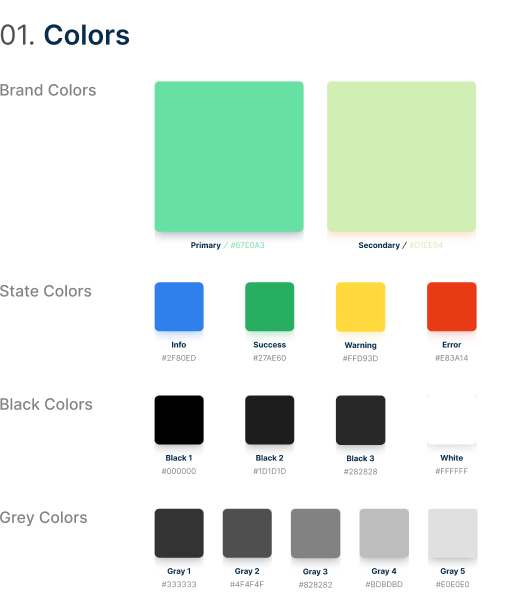 01. Colors
Brand Colors
Primary / #67E0A3
Secondary / #D1EEB4
State Colors
Info
Success
Warning
Error
#2F80ED
#27AE60
#FFD93D
#E83A14
Black Colors
Black 1
Black 2
Black 3
White
#000000
#1D1D1D
#282828
#FFFFFF
Grey Colors
Gray 1
Gray 2
Gray 3
Gray 4
Gray 5
#333333
#4F4F4F
#828282
#BDBDBD
#E0E0E0